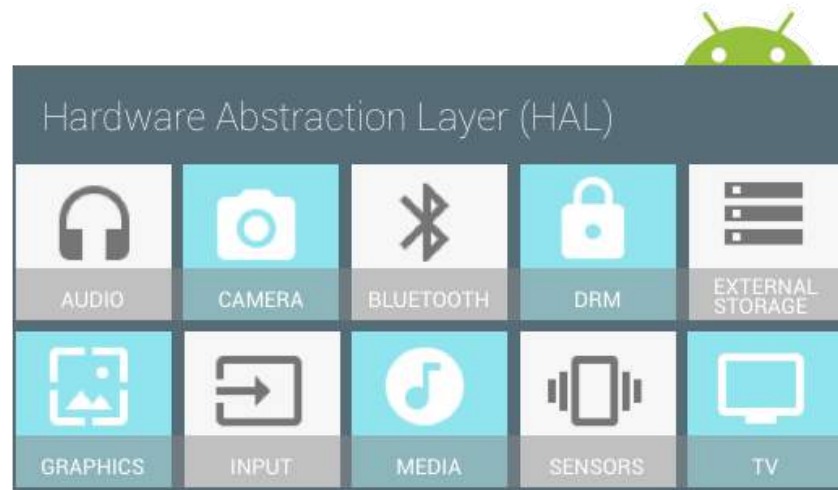 Hardware Abstraction Layer (HAL)
AUDIO
CAMERA
BLUETOOTH
DRM
EXTERNAL
STORAGE
GRAPHICS
INPUT
MEDIA
SENSORS
TV